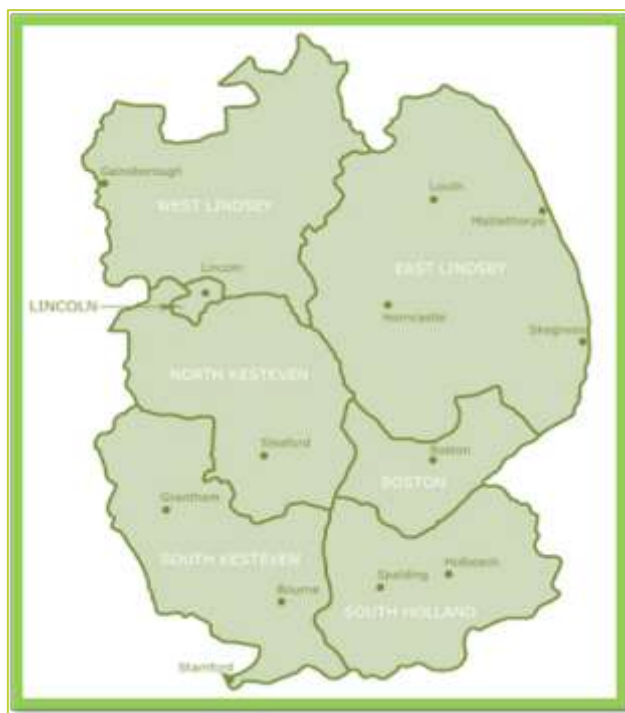 Gainsborough
Louth
WEST LINDSEY
Mablethorpe
Lincoln
EAST LINDSEY
LINCOLN
Horncastle
Skegness
NORTH KESTEVEN
Sleaford
Boston
BOSTON
Grantham
SOUTH KESTEVEN
Spalding
Holbeach
Bourne
SOUTH HOLLAND
Stamford